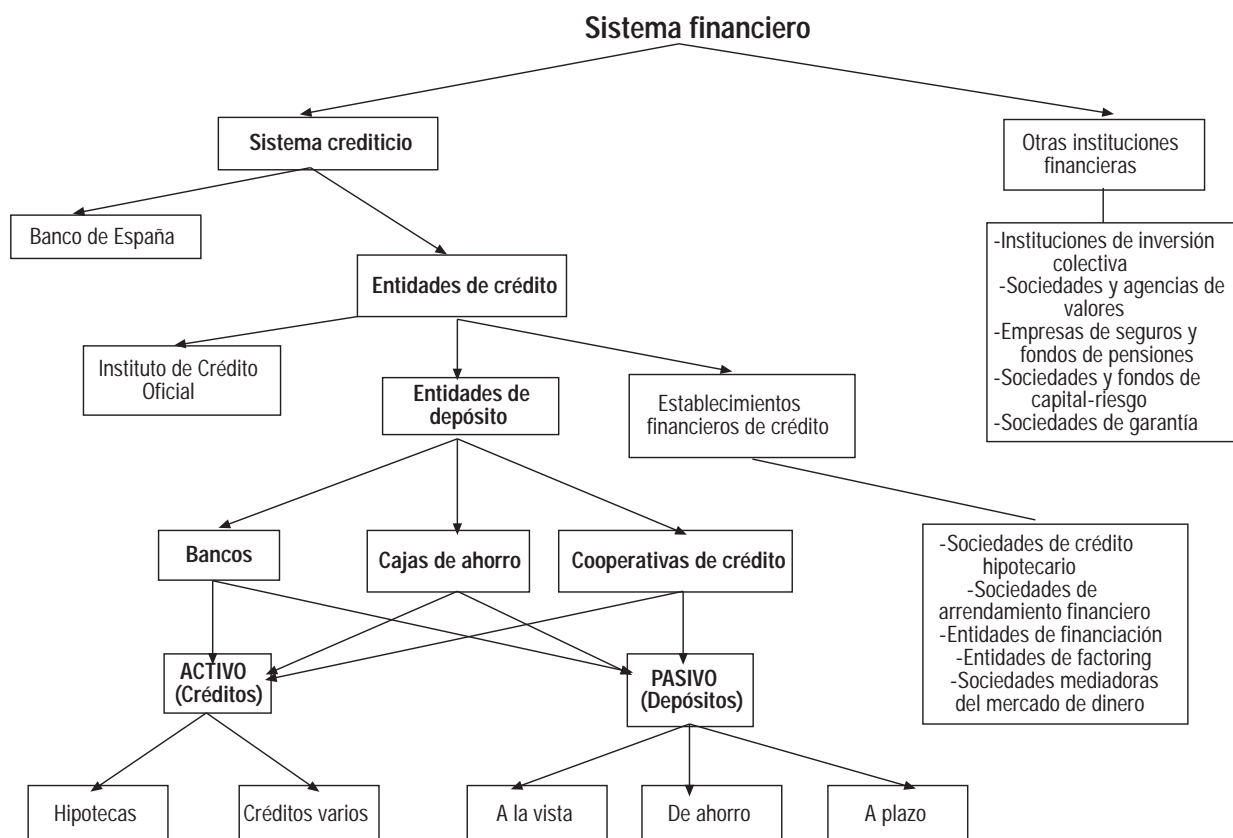 Sistema financiero
Sistema crediticio
Otras instituciones
financieras
Banco de España
-Instituciones de inversión
colectiva
-Sociedades y agencias de
valores
-Empresas de seguros y
fondos de pensiones
-Sociedades y fondos de
capital-riesgo
-Sociedades de garantía
Entidades de crédito
Instituto de Crédito
Oficial
Entidades de
depósito
Establecimientos
financieros de crédito
Bancos
Cajas de ahorro
Cooperativas de crédito
-Sociedades de crédito
hipotecario
-Sociedades de
arrendamiento financiero
-Entidades de financiación
-Entidades de factoring
-Sociedades mediadoras
del mercado de dinero
ACTIVO
(Créditos)
PASIVO
(Depósitos)
Hipotecas
Créditos varios
A la vista
De ahorro
A plazo